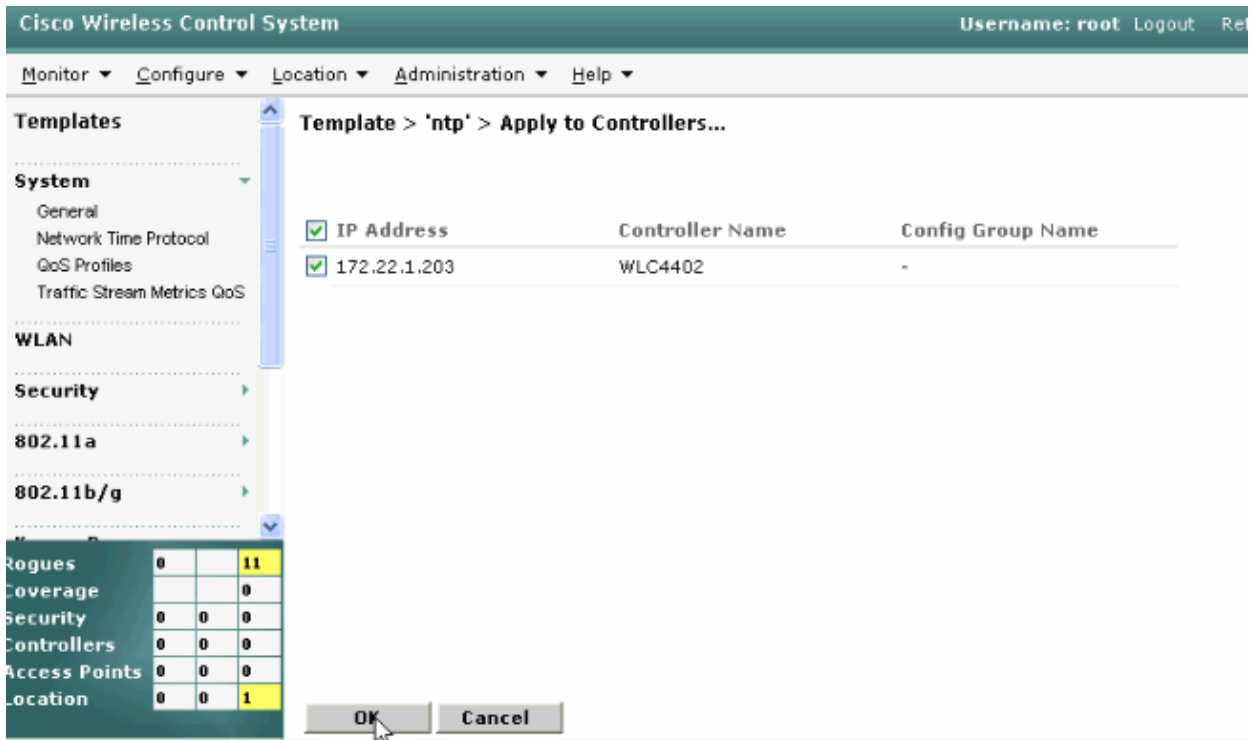 Cisco Wireless Control System
Username: root Logout Ref
Monitor Configure Location Administration Help
Templates
System
General
Network Time Protocol
QoS Profiles
Traffic Stream Metrics QoS
WLAN
Security
802.11a
802.11b/g
Template > 'ntp' > Apply to Controllers...
IP Address Controller Name Config Group Name
172.22.1.203 WLC4402 -
Rogues 0 11
Coverage 0
Security 0 0 0
Controllers 0 0 0
Access Points 0 0 0
Location 0 0 1
OK Cancel